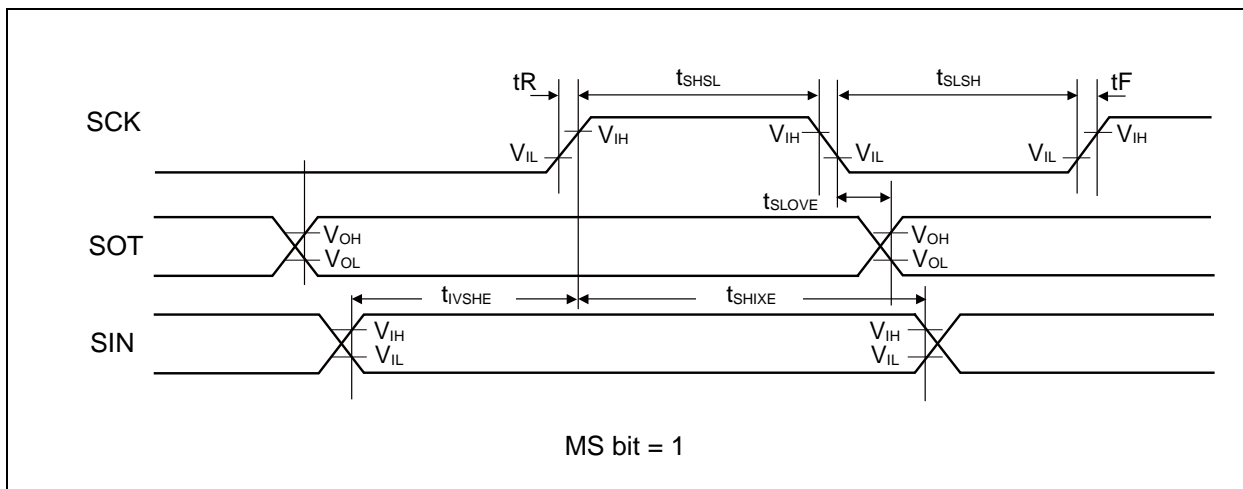 tR tSHSL tSLSH tF
SCK
VIH VIH VIH
VIL VIL VIL
tSLOVE
SOT
VOH VOH
VOL VOL
tIVSHE tSHIXE
SIN
VIH VIH
VIL VIL
MS bit = 1